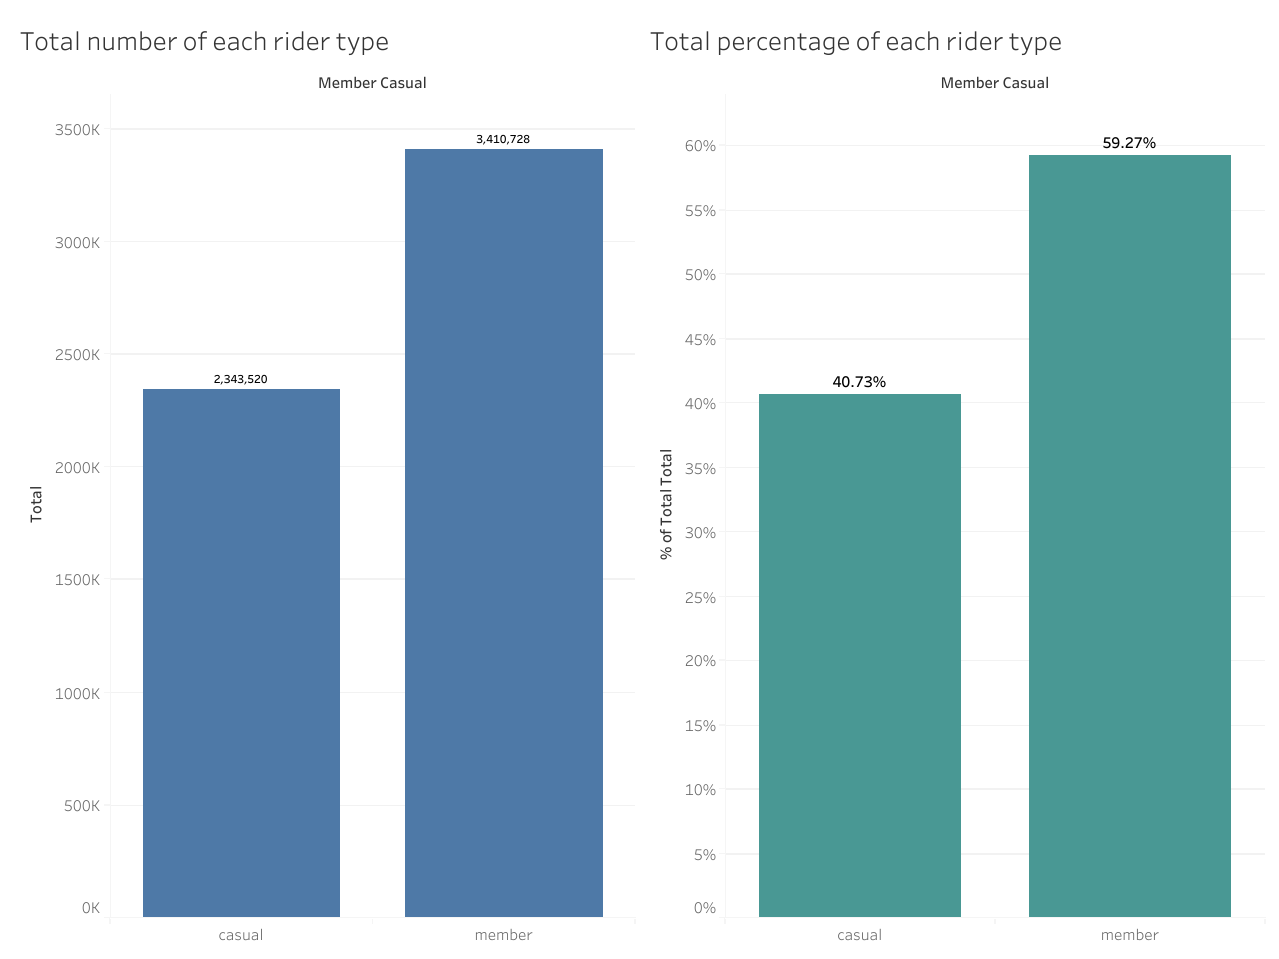 Total number of each rider type
Member Casual
3500K
3000K
2500K
2000K
1500K
1000K
500K
0K
Total
2,343,520
3,410,728
casual
member
Total percentage of each rider type
Member Casual
60%
55%
50%
45%
40%
35%
30%
25%
20%
15%
10%
5%
0%
% of Total Total
40.73%
59.27%
casual
member